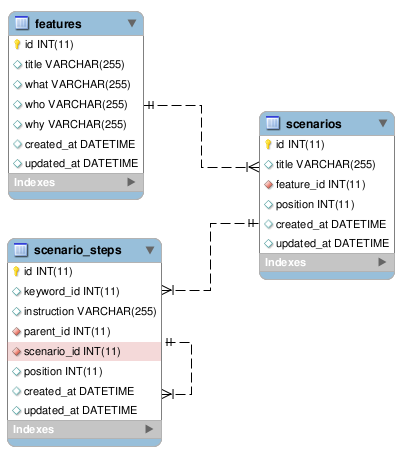 features
id INT(11)
title VARCHAR(255)
what VARCHAR(255)
who VARCHAR(255)
why VARCHAR(255)
created_at DATETIME
updated_at DATETIME
Indexes
scenarios
id INT(11)
title VARCHAR(255)
feature_id INT(11)
position INT(11)
created_at DATETIME
updated_at DATETIME
Indexes
scenario_steps
id INT(11)
keyword_id INT(11)
instruction VARCHAR(255)
parent_id INT(11)
scenario_id INT(11)
position INT(11)
created_at DATETIME
updated_at DATETIME
Indexes